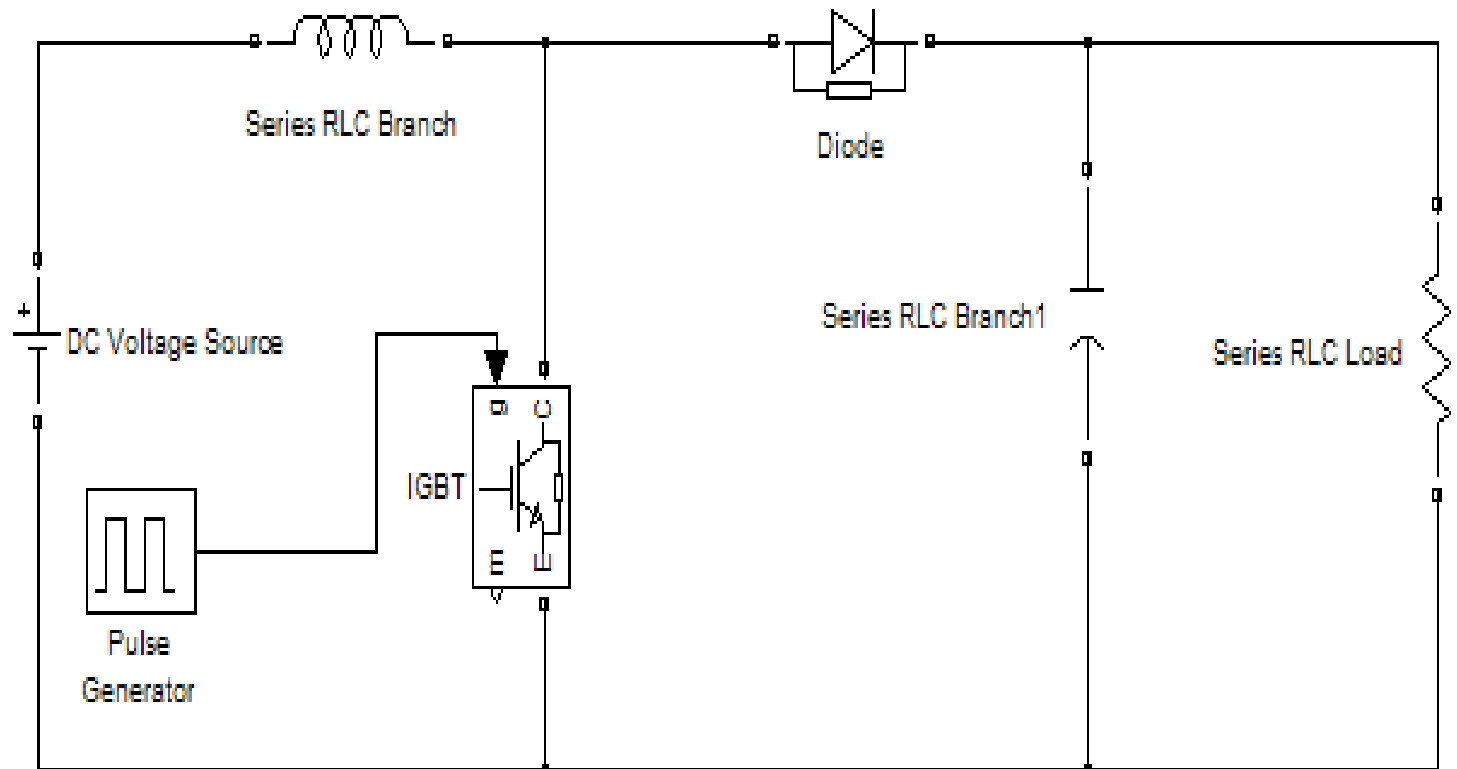 Series RLC Branch
Diode
+
DC Voltage Source
Series RLC Branch1
Series RLC Load
g C
IGBT
m E
Pulse
Generator